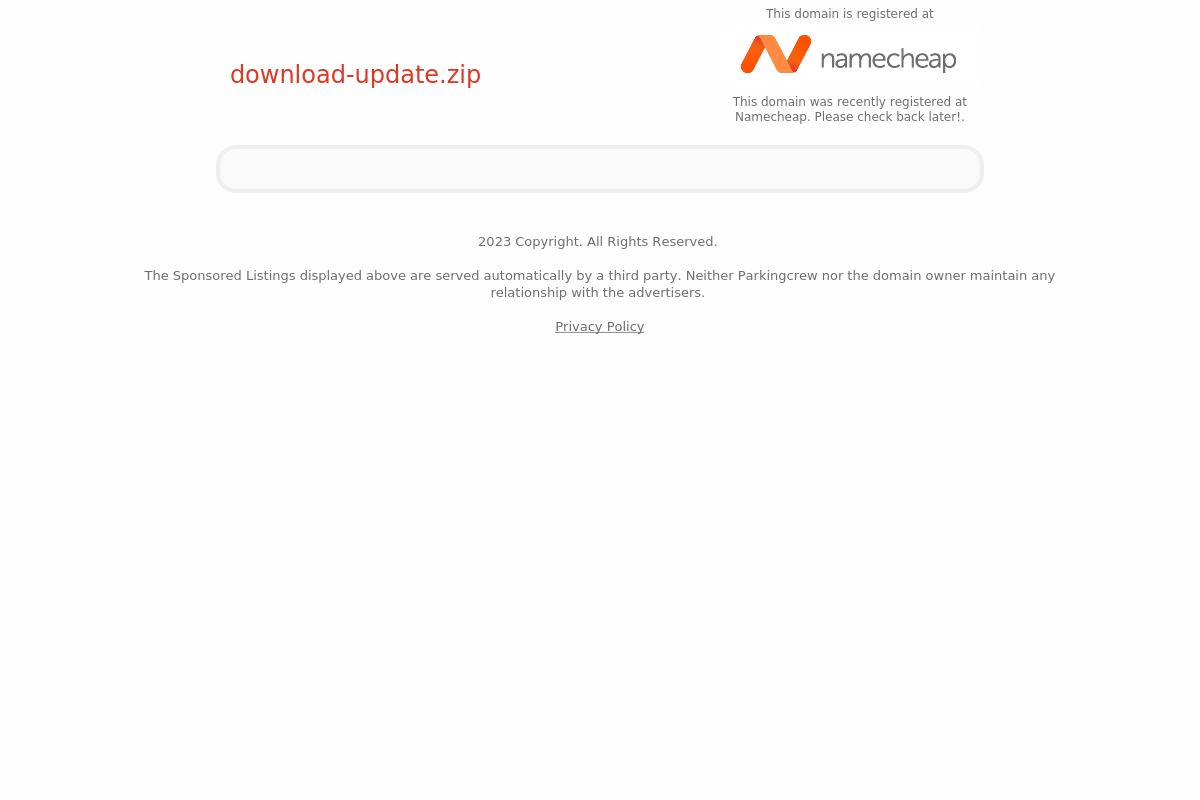 This domain is registered at
namecheap
download-update.zip
This domain was recently registered at
Namecheap. Please check back later!.
2023 Copyright. All Rights Reserved.
The Sponsored Listings displayed above are served automatically by a third party. Neither Parkingcrew nor the domain owner maintain any
relationship with the advertisers.
Privacy Policy